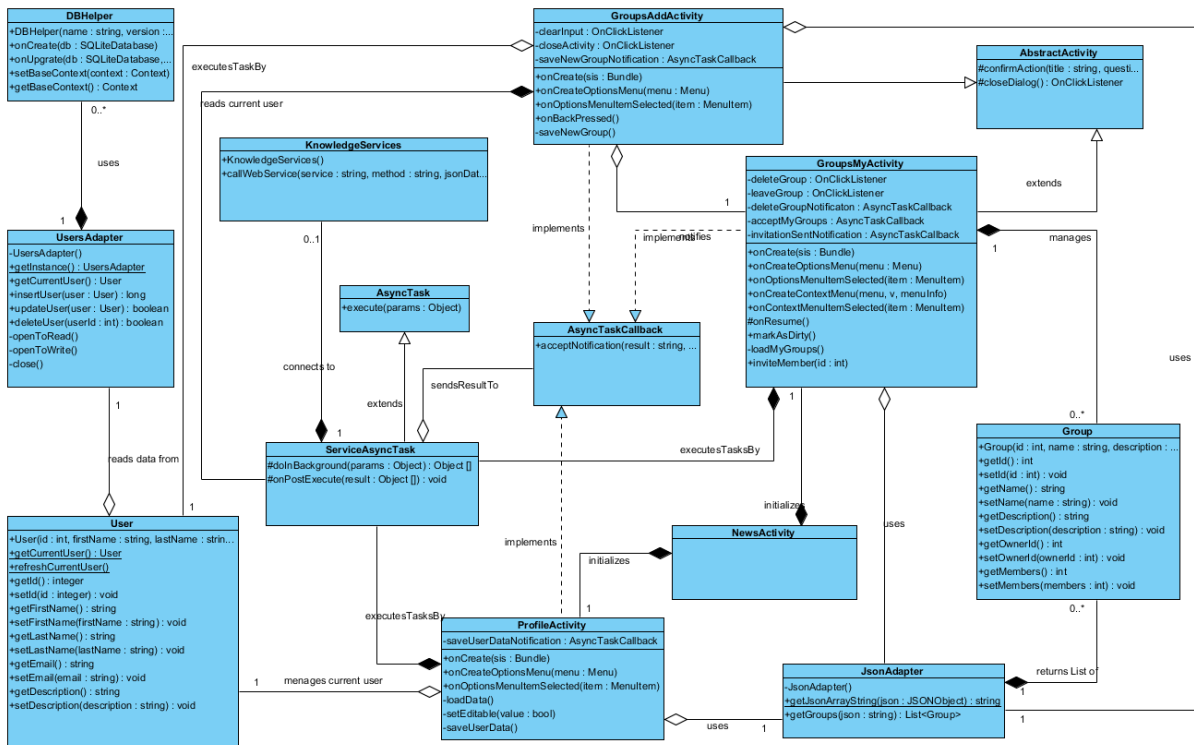 DBHelper
+DBHelper(name : string, version :...
+onCreate(db : SQLiteDatabase)
+onUpgrate(db : SQLiteDatabase,...
+setBaseContext(context : Context)
+getBaseContext() : Context
0..*
uses
1
UsersAdapter
-UsersAdapter()
+getInstance() : UsersAdapter
+getCurrentUser() : User
+insertUser(user : User) : long
+updateUser(user : User) : boolean
+deleteUser(userId : int) : boolean
-openToRead()
-openToWrite()
-close()
1
reads data from
1
User
+User(id : int, firstName : string, lastName : strin...
+getCurrentUser() : User
+refreshCurrentUser()
+getId() : integer
+setId(id : integer) : void
+getFirstName() : string
+setFirstName(firstName : string) : void
+getLastName() : string
+setLastName(lastName : string) : void
+getEmail() : string
+setEmail(email : string) : void
+getDescription() : string
+setDescription(description : string) : void
executesTaskBy
reads current user
KnowledgeServices
+KnowledgeServices()
+callWebService(service : string, method : string, jsonDat...
0..1
connects to
1
AsyncTask
+execute(params : Object)
extends
sendsResultTo
ServiceAsyncTask
#doInBackground(params : Object) : Object []
#onPostExecute(result : Object []) : void
GroupsAddActivity
-clearInput : OnClickListener
-closeActivity : OnClickListener
-saveNewGroupNotification : AsyncTaskCallback
+onCreate(sis : Bundle)
+onCreateOptionsMenu(menu : Menu)
+onOptionsMenuItemSelected(item : MenuItem)
+onBackPressed()
-saveNewGroup()
implements
1
AbstractActivity
#confirmAction(title : string, questi...
#closeDialog() : OnClickListener
extends
GroupsMyActivity
-deleteGroup : OnClickListener
-leaveGroup : OnClickListener
-deleteGroupNotificaton : AsyncTaskCallback
-acceptMyGroups : AsyncTaskCallback
-invitationSentNotification : AsyncTaskCallback
+onCreate(sis : Bundle)
+onCreateOptionsMenu(menu : Menu)
+onOptionsMenuItemSelected(item : MenuItem)
+onCreateContextMenu(menu, v, menuInfo)
+onContextMenuItemSelected(item : MenuItem)
#onResume()
+markAsDirty()
-loadMyGroups()
+inviteMember(id : int)
implements
notifies
AsyncTaskCallback
+acceptNotification(result : string, ...
manages
1
uses
0..*
Group
+Group(id : int, name : string, description : ...
+getId() : int
+setId(id : int) : void
+getName() : string
+setName(name : string) : void
+getDescription() : string
+setDescription(description : string) : void
+getOwnerId() : int
+setOwnerId(ownerId : int) : void
+getMembers() : int
+setMembers(members : int) : void
0..*
returns List of
1
1
executesTasksBy
1
initializes
uses
NewsActivity
initializes
1
implements
executesTasksBy
ProfileActivity
-saveUserDataNotification : AsyncTaskCallback
+onCreate(sis : Bundle)
+onCreateOptionsMenu(menu : Menu)
+onOptionsMenuItemSelected(item : MenuItem)
-loadData()
-setEditable(value : bool)
-saveUserData()
1
menages current user
uses
1
JsonAdapter
-JsonAdapter()
+getJsonArrayString(json : JSONObject) : string
+getGroups(json : string) : List<Group>